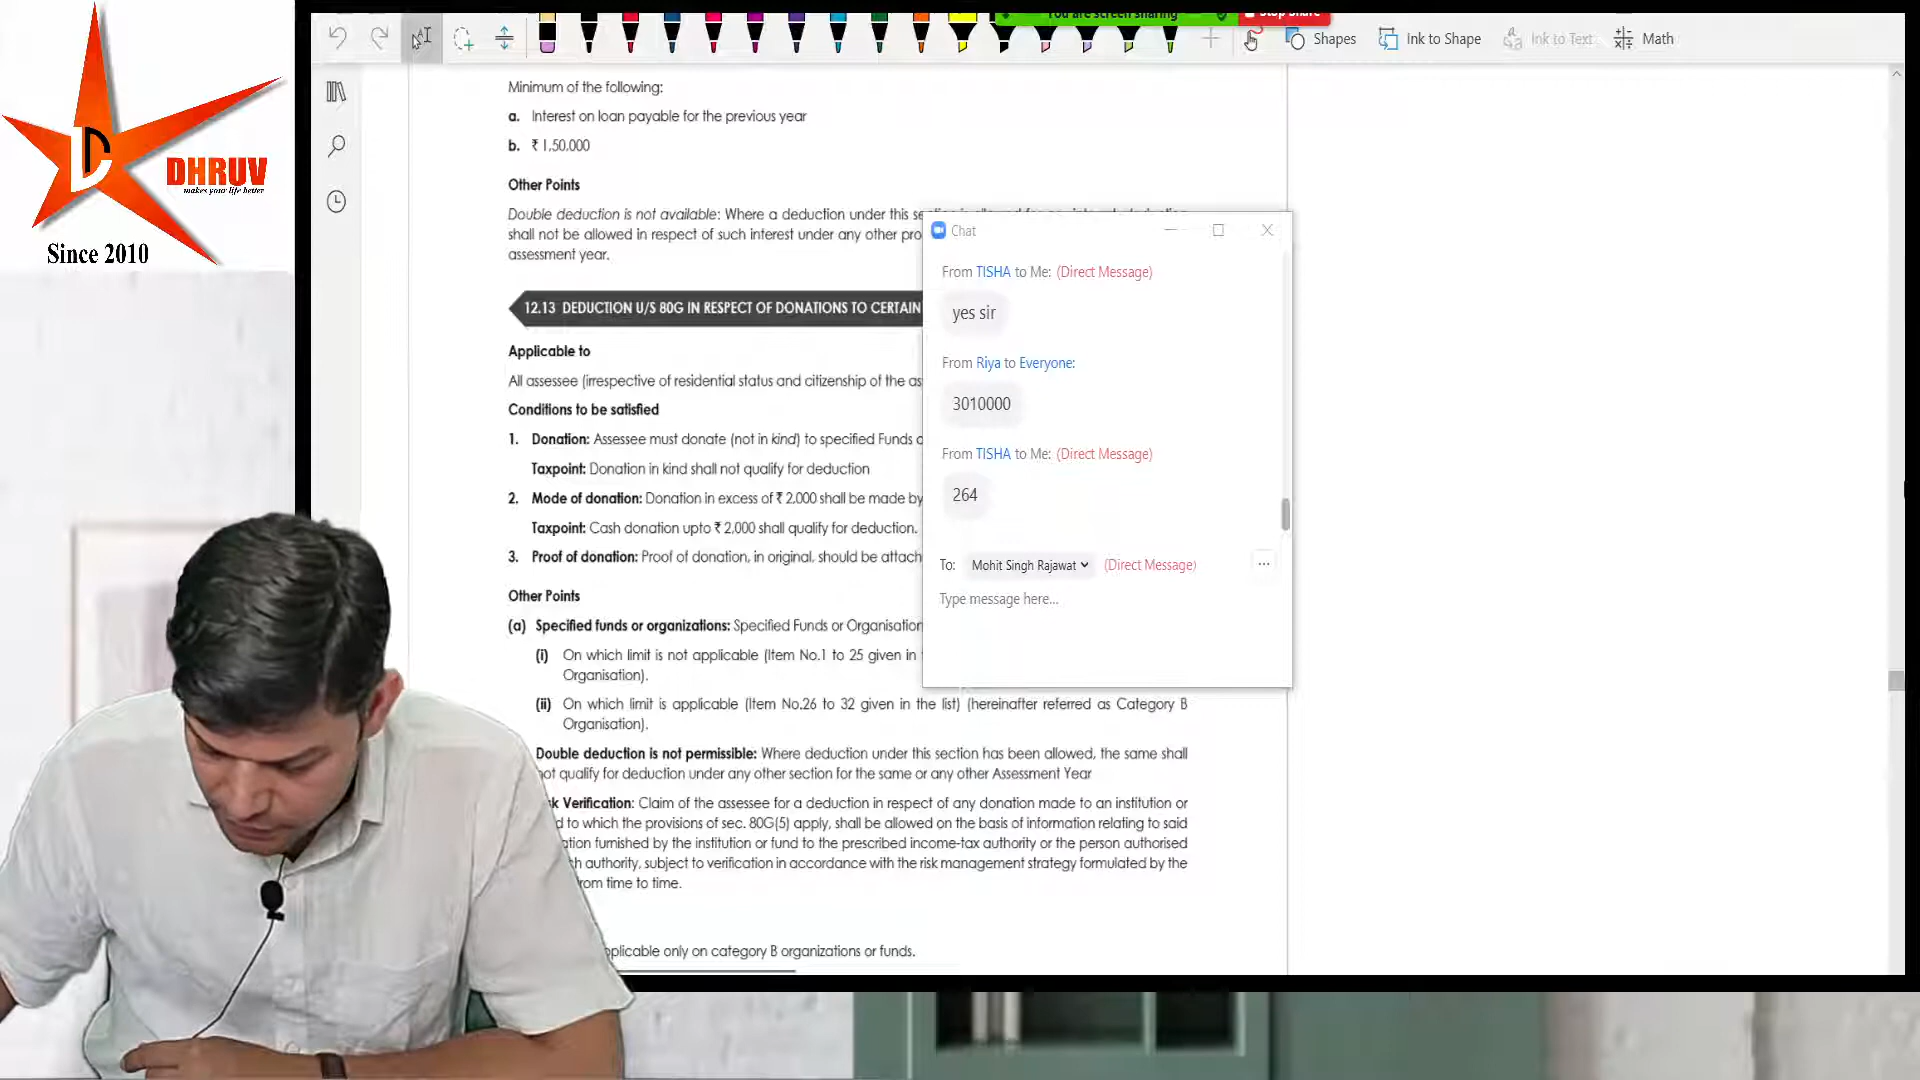 You are screen sharing
Stop Share
Shapes
Ink to Shape
Ink to Text
Math
DC
DHRUV
makes your life better
Since 2010
Minimum of the following:
a. Interest on loan payable for the previous year
b. ₹ 1,50,000
Other Points
Double deduction is not available: Where a deduction under this
shall not be allowed in respect of such interest under any other
assessment year.
12.13 DEDUCTION U/S 80G IN RESPECT OF DONATIONS TO CERTAIN
Applicable to
All assessee (irrespective of residential status and citizenship of the
Conditions to be satisfied
1. Donation: Assessee must donate (not in kind) to specified Funds
Taxpoint: Donation in kind shall not qualify for deduction
2. Mode of donation: Donation in excess of ₹ 2,000 shall be made by
Taxpoint: Cash donation upto ₹ 2,000 shall qualify for deduction.
3. Proof of donation: Proof of donation, in original, should be
Other Points
(a) Specified funds or organizations: Specified Funds or
(i) On which limit is not applicable (Item No.1 to 25 given in
Organisation).
(ii) On which limit is applicable (Item No.26 to 32 given in the list) (hereinafter referred as Category B
Organisation).
Double deduction is not permissible: Where deduction under this section has been allowed, the same shall
not qualify for deduction under any other section for the same or any other Assessment Year
Verification: Claim of the assessee for a deduction in respect of any donation made to an institution or
to which the provisions of sec. 80G(5) apply, shall be allowed on the basis of information relating to said
furnished by the institution or fund to the prescribed income-tax authority or the person authorised
authority, subject to verification in accordance with the risk management strategy formulated by the
from time to time.
only on category B organizations or funds.
Chat
From TISHA to Me: (Direct Message)
yes sir
From Riya to Everyone:
3010000
From TISHA to Me: (Direct Message)
264
To: Mohit Singh Rajawat (Direct Message)
Type message here...